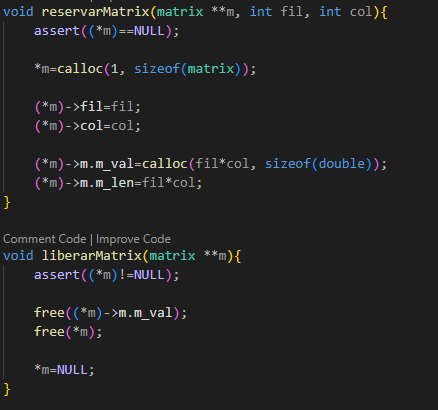 void reservarMatrix(matrix **m, int fil, int col){
assert((*m)==NULL);
*m=calloc(1, sizeof(matrix));
(*m)->fil=fil;
(*m)->col=col;
(*m)->m.m_val=calloc(fil*col, sizeof(double));
(*m)->m.m_len=fil*col;
}
Comment Code | Improve Code
void liberarMatrix(matrix **m){
assert((*m)!=NULL);
free((*m)->m.m_val);
free(*m);
*m=NULL;
}